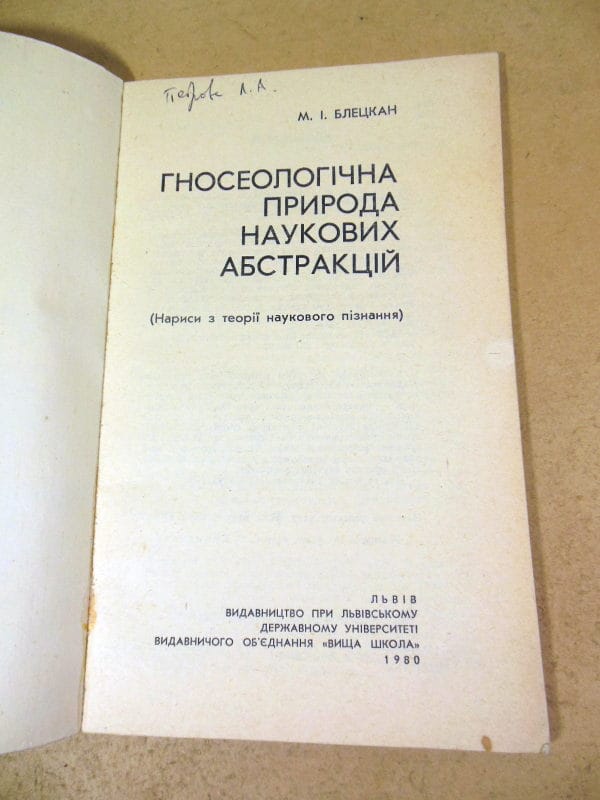 Петрова Л. А.
М. І. БЛЕЦКАН
ГНОСЕОЛОГІЧНА
ПРИРОДА
НАУКОВИХ
АБСТРАКЦІЙ
(Нариси з теорії наукового пізнання)
ЛЬВІВ
ВИДАВНИЦТВО ПРИ ЛЬВІВСЬКОМУ
ДЕРЖАВНОМУ УНІВЕРСИТЕТІ
ВИДАВНИЧОГО ОБ'ЄДНАННЯ «ВИЩА ШКОЛА»
1980